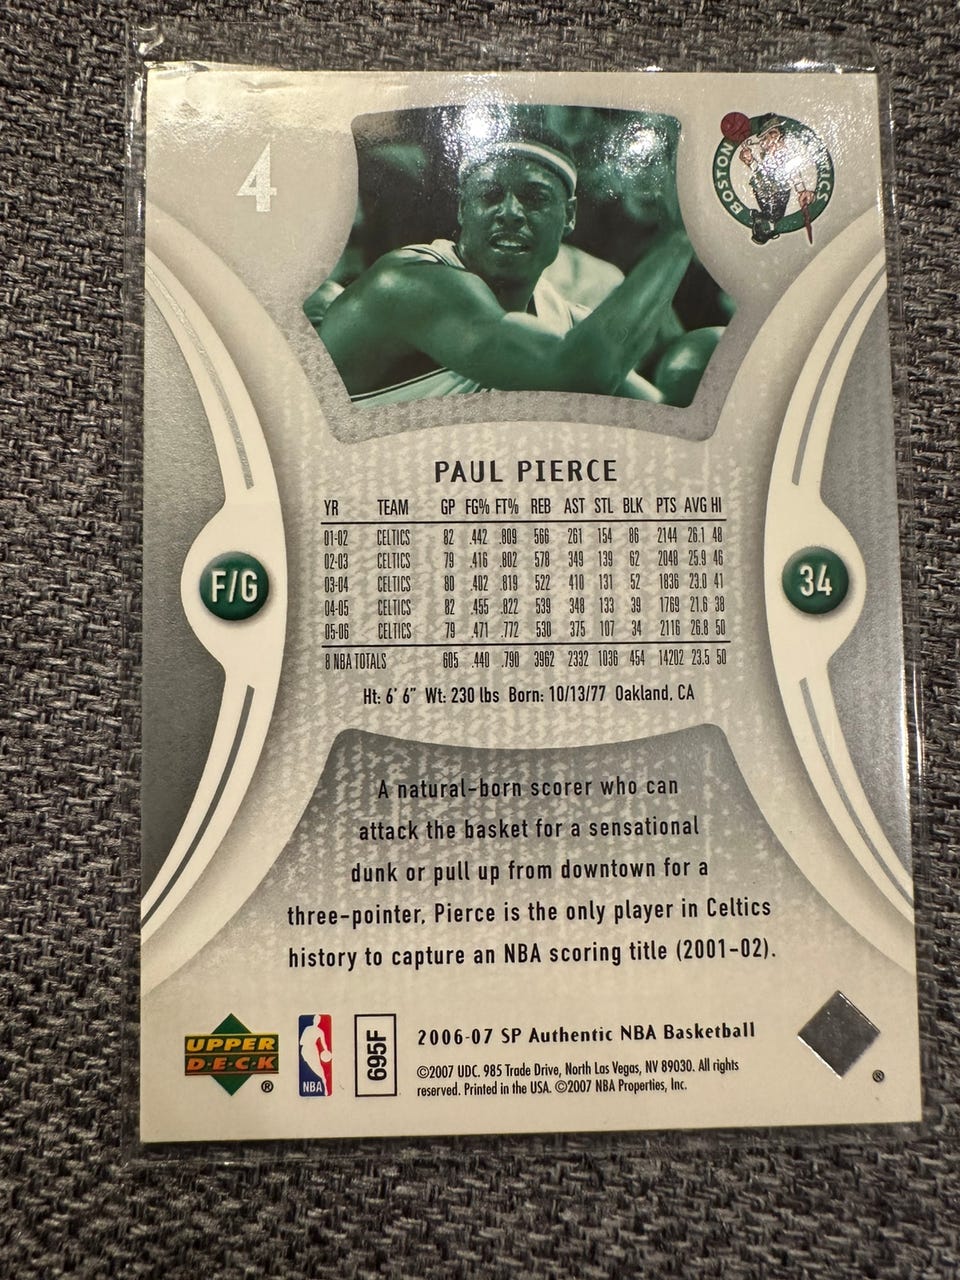 4
BOSTON CELTICS
PAUL PIERCE
YR TEAM GP FG% FT% REB AST STL BLK PTS AVG HI
01-02 CELTICS 82 .442 .809 566 261 154 86 2144 26.1 48
02-03 CELTICS 79 .416 .802 578 349 139 62 2048 25.9 46
03-04 CELTICS 80 .402 .819 522 410 131 52 1836 23.0 41
04-05 CELTICS 82 .455 .822 539 348 133 39 1769 21.6 38
05-06 CELTICS 79 .471 .772 530 375 107 34 2116 26.8 50
8 NBA TOTALS 605 .440 .790 3962 2332 1036 454 14202 23.5 50
F/G
34
Ht: 6' 6" Wt: 230 lbs Born: 10/13/77 Oakland, CA
A natural-born scorer who can
attack the basket for a sensational
dunk or pull up from downtown for a
three-pointer, Pierce is the only player in Celtics
history to capture an NBA scoring title (2001-02).
UPPER
D·E·C·K
®
NBA
695F
2006-07 SP Authentic NBA Basketball
©2007 UDC. 985 Trade Drive, North Las Vegas, NV 89030. All rights
reserved. Printed in the USA. ©2007 NBA Properties, Inc.
®